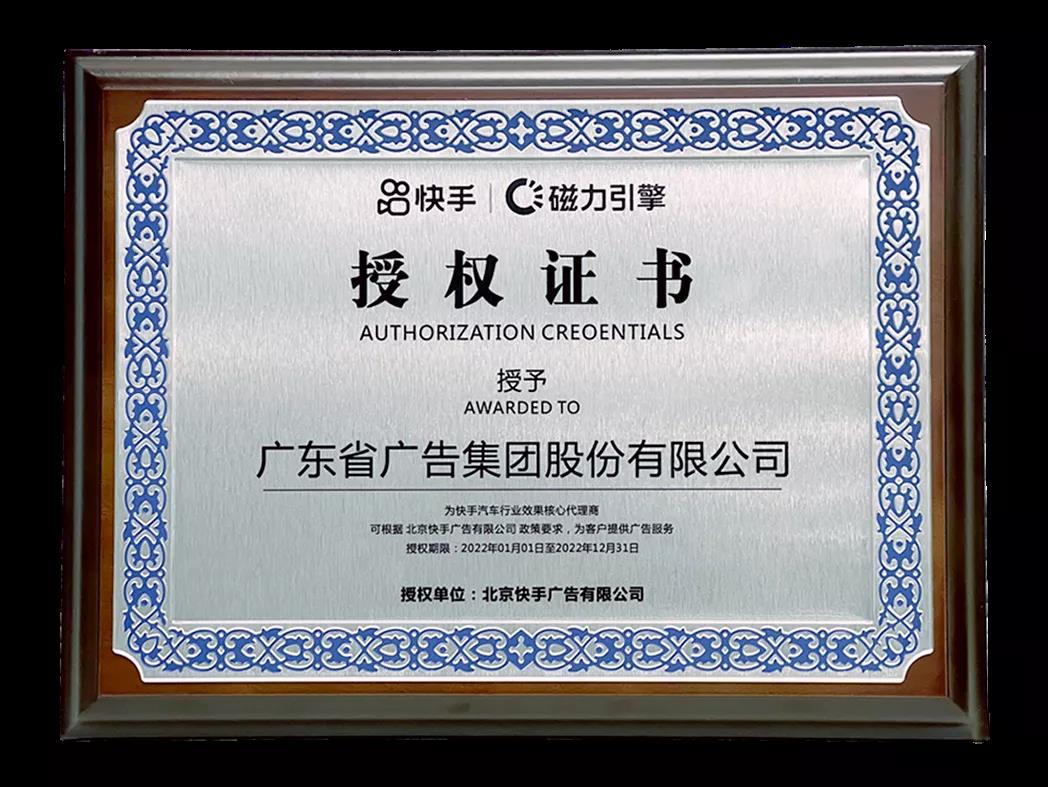 快手 | 磁力引擎
授权证书
AUTHORIZATION CREOENTIALS
授予
AWARDED TO
广东省广告集团股份有限公司
为快手汽车行业效果核心代理商
可根据 北京快手广告有限公司 政策要求，为客户提供广告服务
授权期限：2022年01月01日至2022年12月31日
授权单位：北京快手广告有限公司